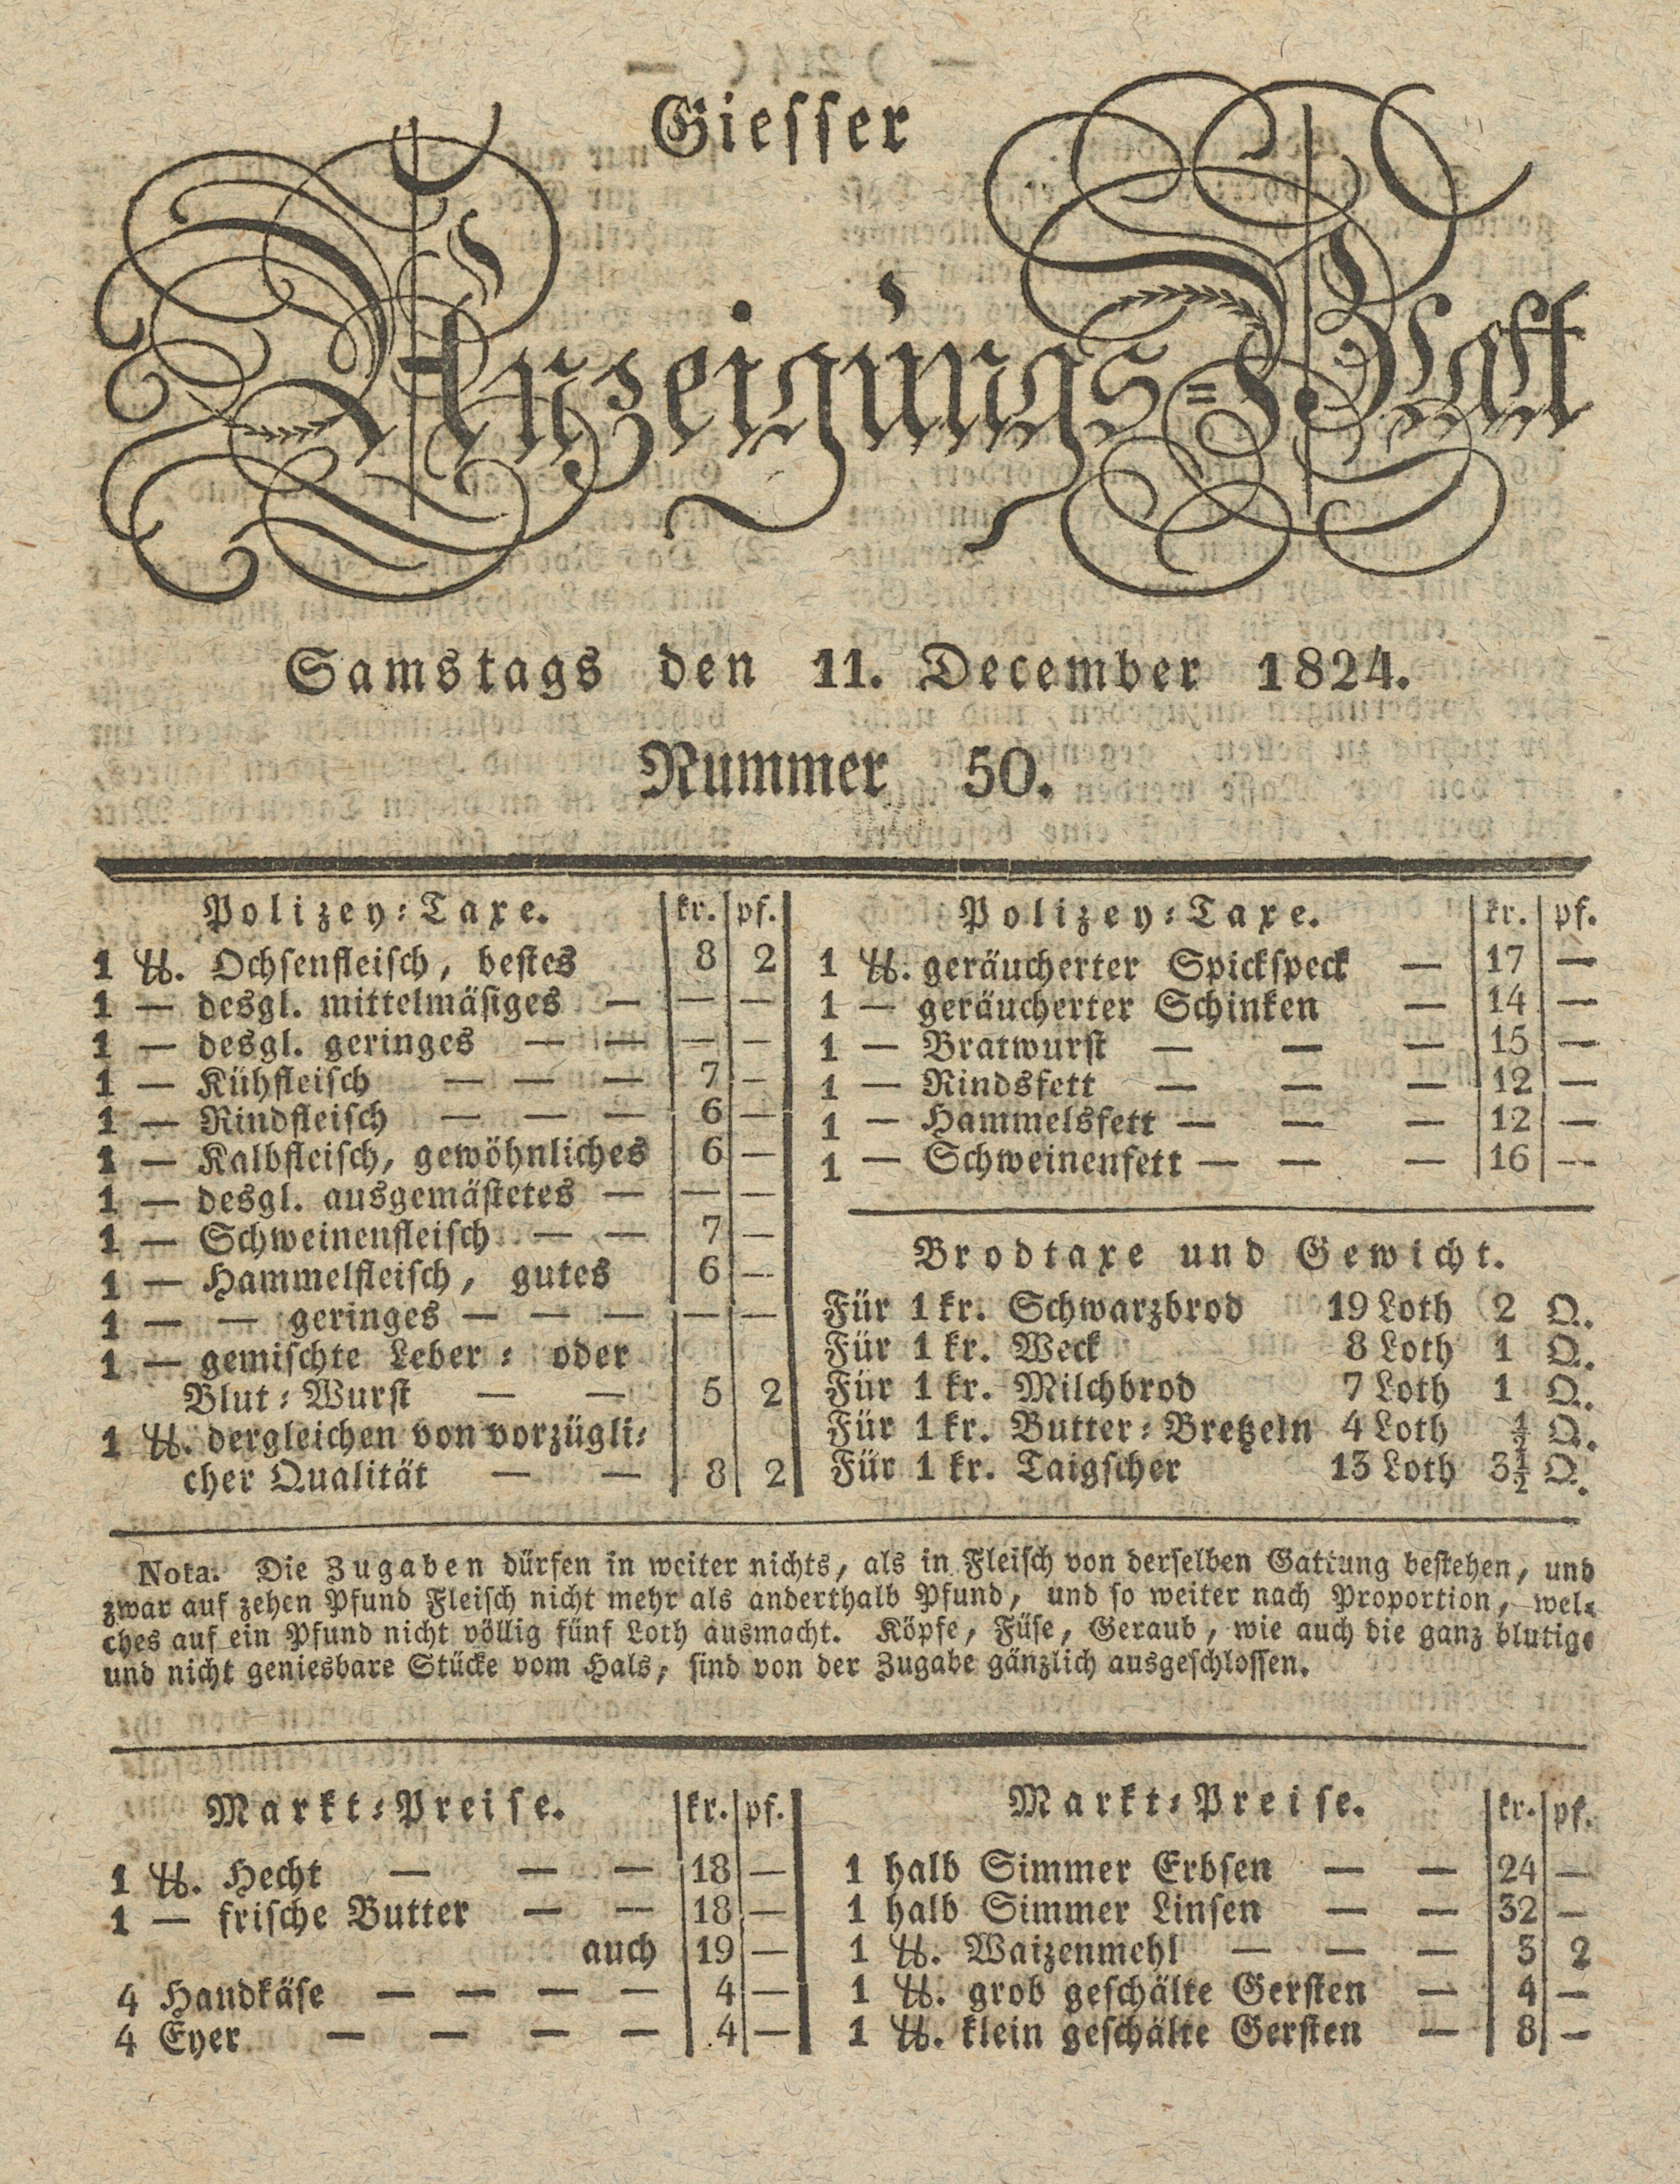 Giesser
Anzeigungs=Blatt
Samstags den 11. December 1824.
Nummer 50.
Polizey=Taxe. kr. pf.
1 ℔. Ochsenfleisch, bestes 8 2
1 — desgl. mittelmäsiges — — —
1 — desgl. geringes — — — —
1 — Kühfleisch — — — 7 —
1 — Rindfleisch — — — 6 —
1 — Kalbfleisch, gewöhnliches 6 —
1 — desgl. ausgemästetes — — —
1 — Schweinenfleisch — — 7 —
1 — Hammelfleisch, gutes 6 —
1 — — geringes — — — — —
1 — gemischte Leber= oder
Blut=Wurst — — 5 2
1 ℔. dergleichen von vorzügli=
cher Qualität — — 8 2
Polizey=Taxe. kr. pf.
1 ℔. geräucherter Spickspeck — 17 —
1 — geräucherter Schinken — 14 —
1 — Bratwurst — — — 15 —
1 — Rindsfett — — — 12 —
1 — Hammelsfett — — — 12 —
1 — Schweinenfett — — — 16 —
Brodtaxe und Gewicht.
Für 1 kr. Schwarzbrod 19 Loth 2 Q.
Für 1 kr. Weck 8 Loth 1 Q.
Für 1 kr. Milchbrod 7 Loth 1 Q.
Für 1 kr. Butter=Bretzeln 4 Loth ½ Q.
Für 1 kr. Taigscher 13 Loth 3½ Q.
Nota. Die Zugaben dürfen in weiter nichts, als in Fleisch von derselben Gattung bestehen, und
zwar auf zehen Pfund Fleisch nicht mehr als anderthalb Pfund, und so weiter nach Proportion, wel=
ches auf ein Pfund nicht völlig fünf Loth ausmacht. Köpfe, Füse, Geraub, wie auch die ganz blutige
und nicht geniesbare Stücke vom Hals, sind von der Zugabe gänzlich ausgeschlossen.
Markt=Preise. kr. pf.
1 ℔. Hecht — — — 18 —
1 — frische Butter — — 18 —
auch 19 —
4 Handkäse — — — — 4 —
4 Eyer — — — — 4 —
Markt=Preise. kr. pf.
1 halb Simmer Erbsen — — 24 —
1 halb Simmer Linsen — — 32 —
1 ℔. Waizenmehl — — — 3 2
1 ℔. grob geschälte Gersten — 4 —
1 ℔. klein geschälte Gersten — 8 —